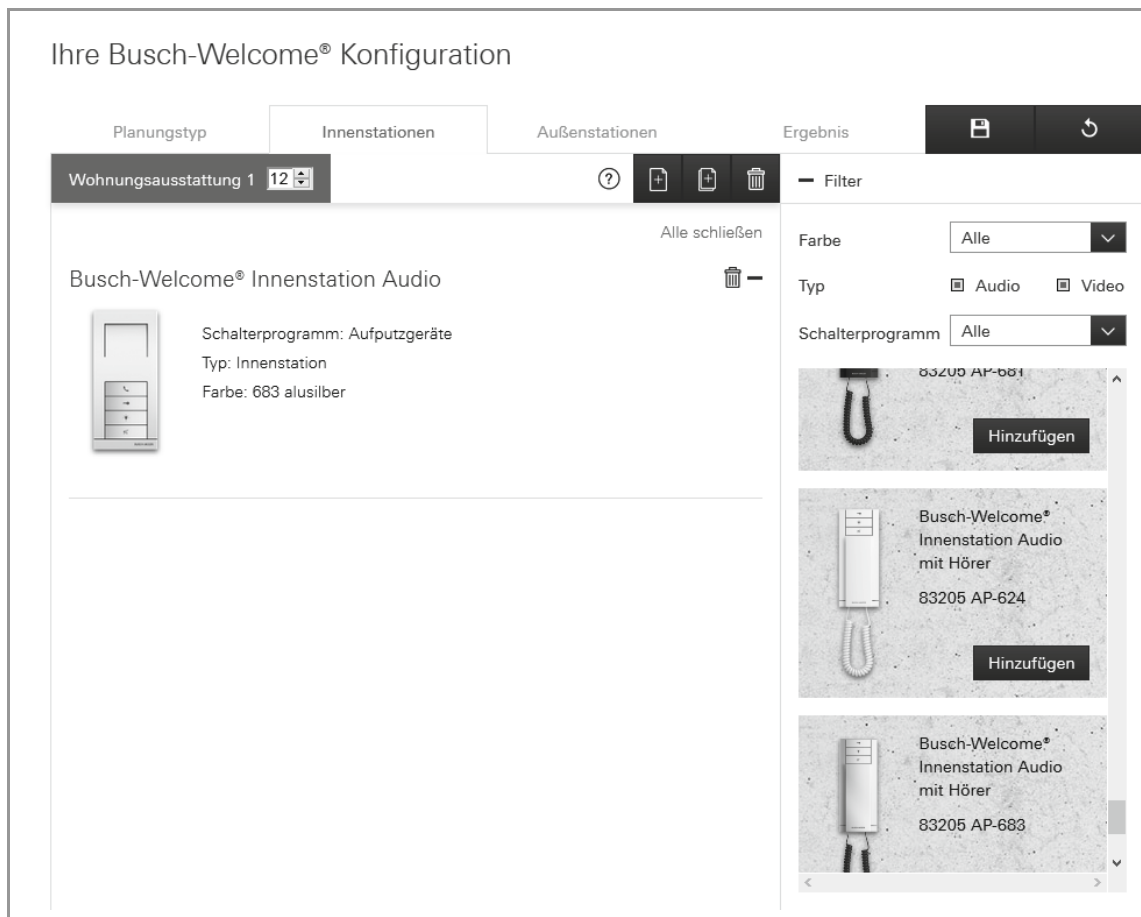 Ihre Busch-Welcome® Konfiguration
Planungstyp
Innenstationen
Außenstationen
Ergebnis
Wohnungsausstattung 1
12
?
Filter
Alle schließen
Farbe
Alle
Busch-Welcome® Innenstation Audio
Typ
Audio
Video
Schalterprogramm: Aufputzgeräte
Typ: Innenstation
Farbe: 683 alusilber
Schalterprogramm
Alle
83205 AP-681
Hinzufügen
Busch-Welcome®
Innenstation Audio
mit Hörer
83205 AP-624
Hinzufügen
Busch-Welcome®
Innenstation Audio
mit Hörer
83205 AP-683